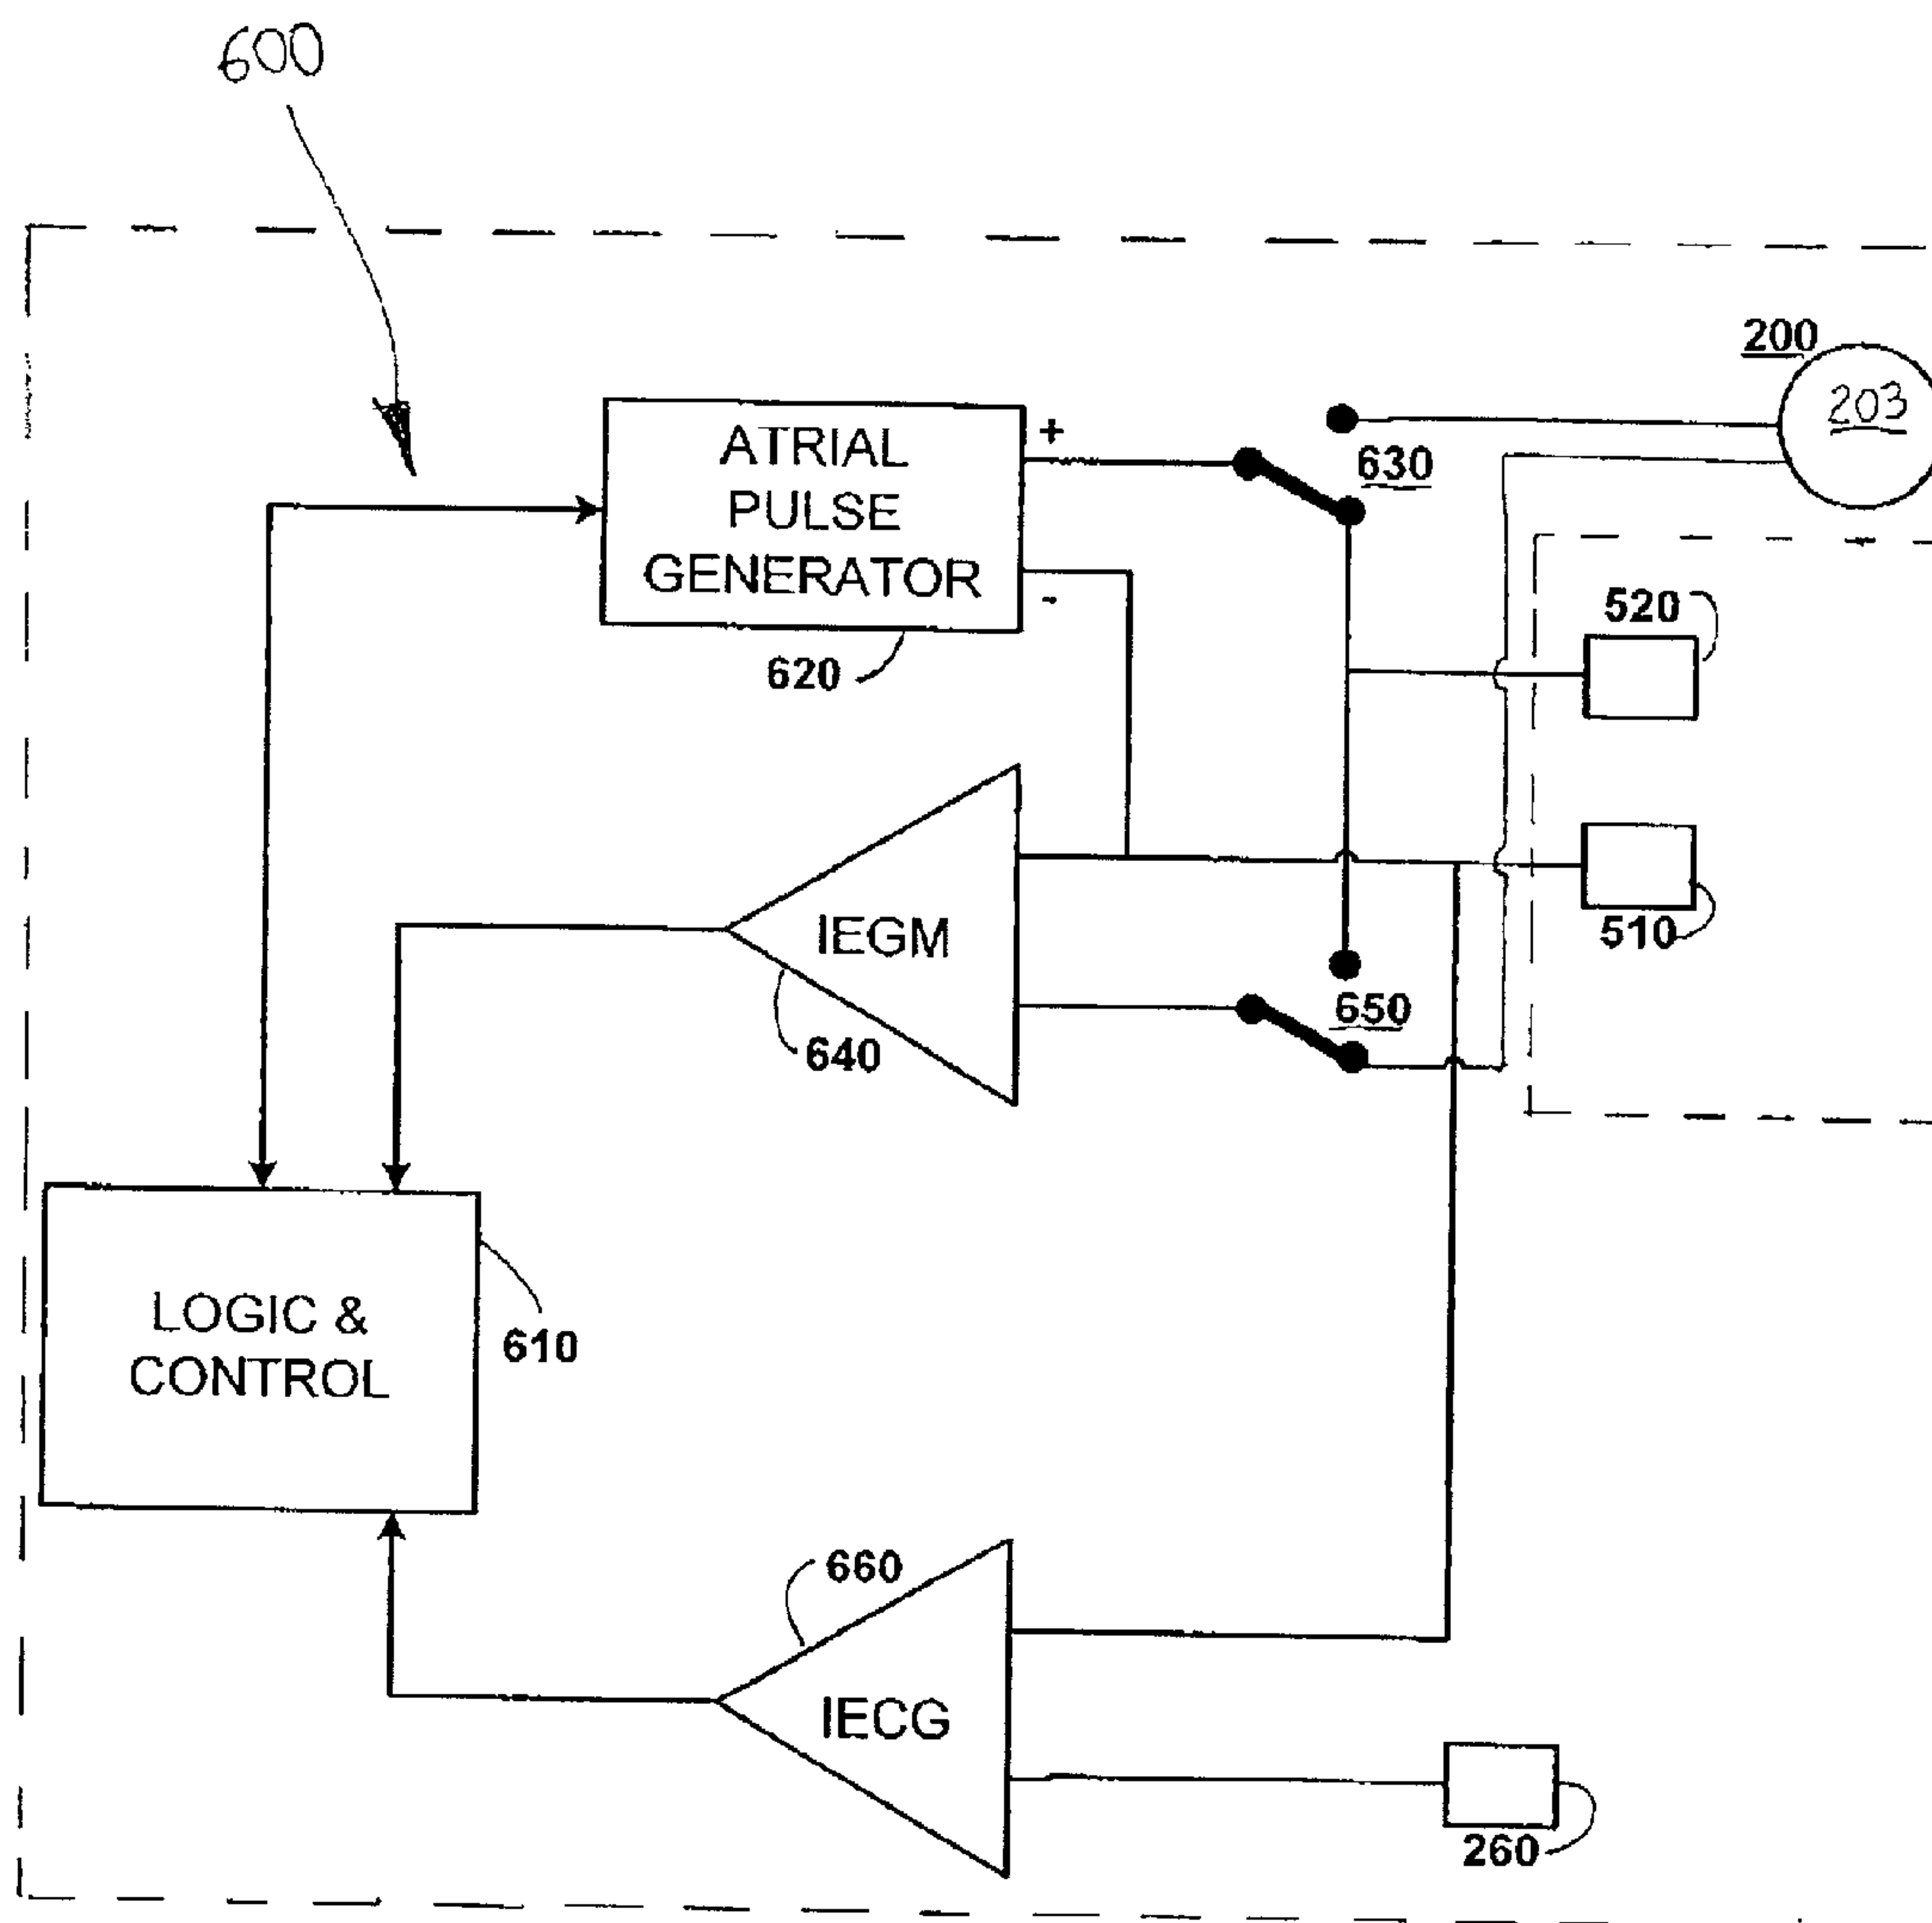 600
200
203
ATRIAL
PULSE
GENERATOR
+
-
630
620
520
510
IEGM
640
650
LOGIC &
CONTROL
610
660
IECG
260